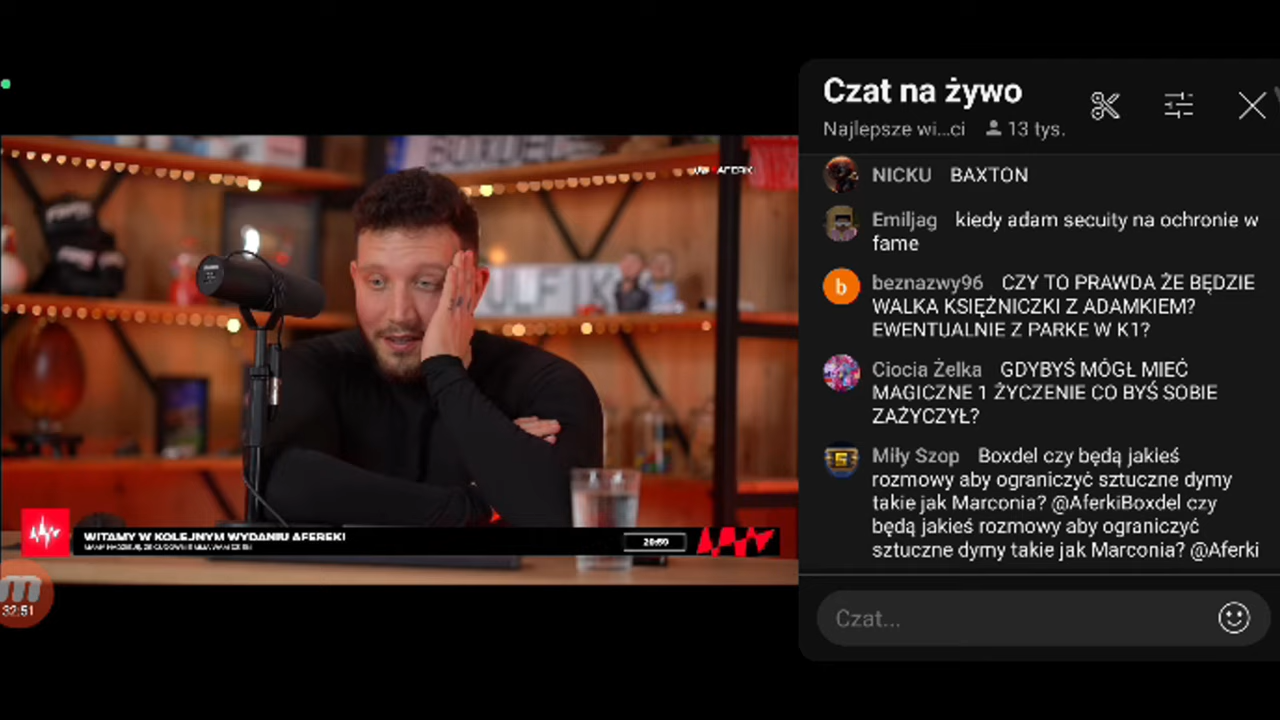 Czat na żywo
Najlepsze wi...ci 13 tys.
NICKU BAXTON
Emiljag kiedy adam secuity na ochronie w
fame
beznazwy96 CZY TO PRAWDA ŻE BĘDZIE
WALKA KSIĘŻNICZKI Z ADAMKIEM?
EWENTUALNIE Z PARKE W K1?
Ciocia Żelka GDYBYŚ MÓGŁ MIEĆ
MAGICZNE 1 ŻYCZENIE CO BYŚ SOBIE
ZAŻYCZYŁ?
Miły Szop Boxdel czy będą jakieś
rozmowy aby ograniczyć sztuczne dymy
takie jak Marconia? @AferkiBoxdel czy
będą jakieś rozmowy aby ograniczyć
sztuczne dymy takie jak Marconia? @Aferki
Czat...
BOXDEL
WITAMY W KOLEJNYM WYDANIU AFEREK!
20:59
32:51